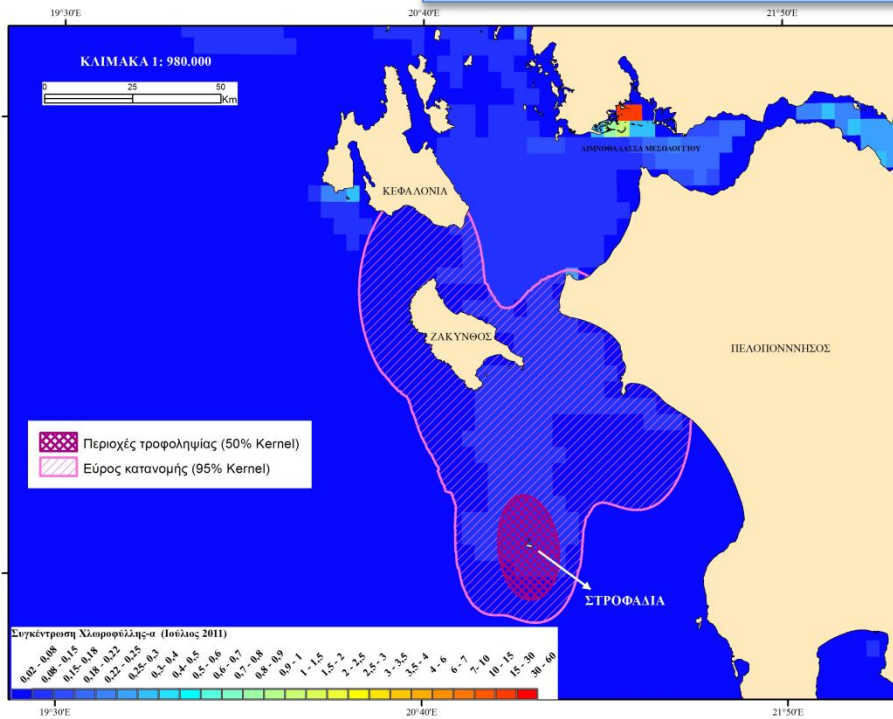 19°30'E 20°40'E 21°50'E
ΚΛΙΜΑΚΑ 1: 980.000
0 25 50
Km
ΛΙΜΝΟΘΑΛΑΣΣΑ ΜΕΣΟΛΟΓΓΙΟΥ
ΚΕΦΑΛΟΝΙΑ
ΖΑΚΥΝΘΟΣ
ΠΕΛΟΠΟΝΝΝΗΣΟΣ
Περιοχές τροφοληψίας (50% Kernel)
Εύρος κατανομής (95% Kernel)
ΣΤΡΟΦΑΔΙΑ
Συγκέντρωση Χλωροφύλλης-α (Ιούλιος 2011)
0,02 - 0,08 0,08 - 0,15 0,15- 0,18 0,18 - 0,22 0,22 - 0,25 0,25- 0,3 0,3- 0,4 0,4- 0,5 0,5 - 0,6 0,6 - 0,7 0,7 - 0,8 0,8 - 0,9 0,9 - 1 1 - 1,5 1,5 - 2 2 - 2,5 2,5 - 3 3 - 3,5 3,5 - 4 4 - 6 6 - 7 7- 10 10 - 15 15 - 30 30 - 60
19°30'E 20°40'E 21°50'E